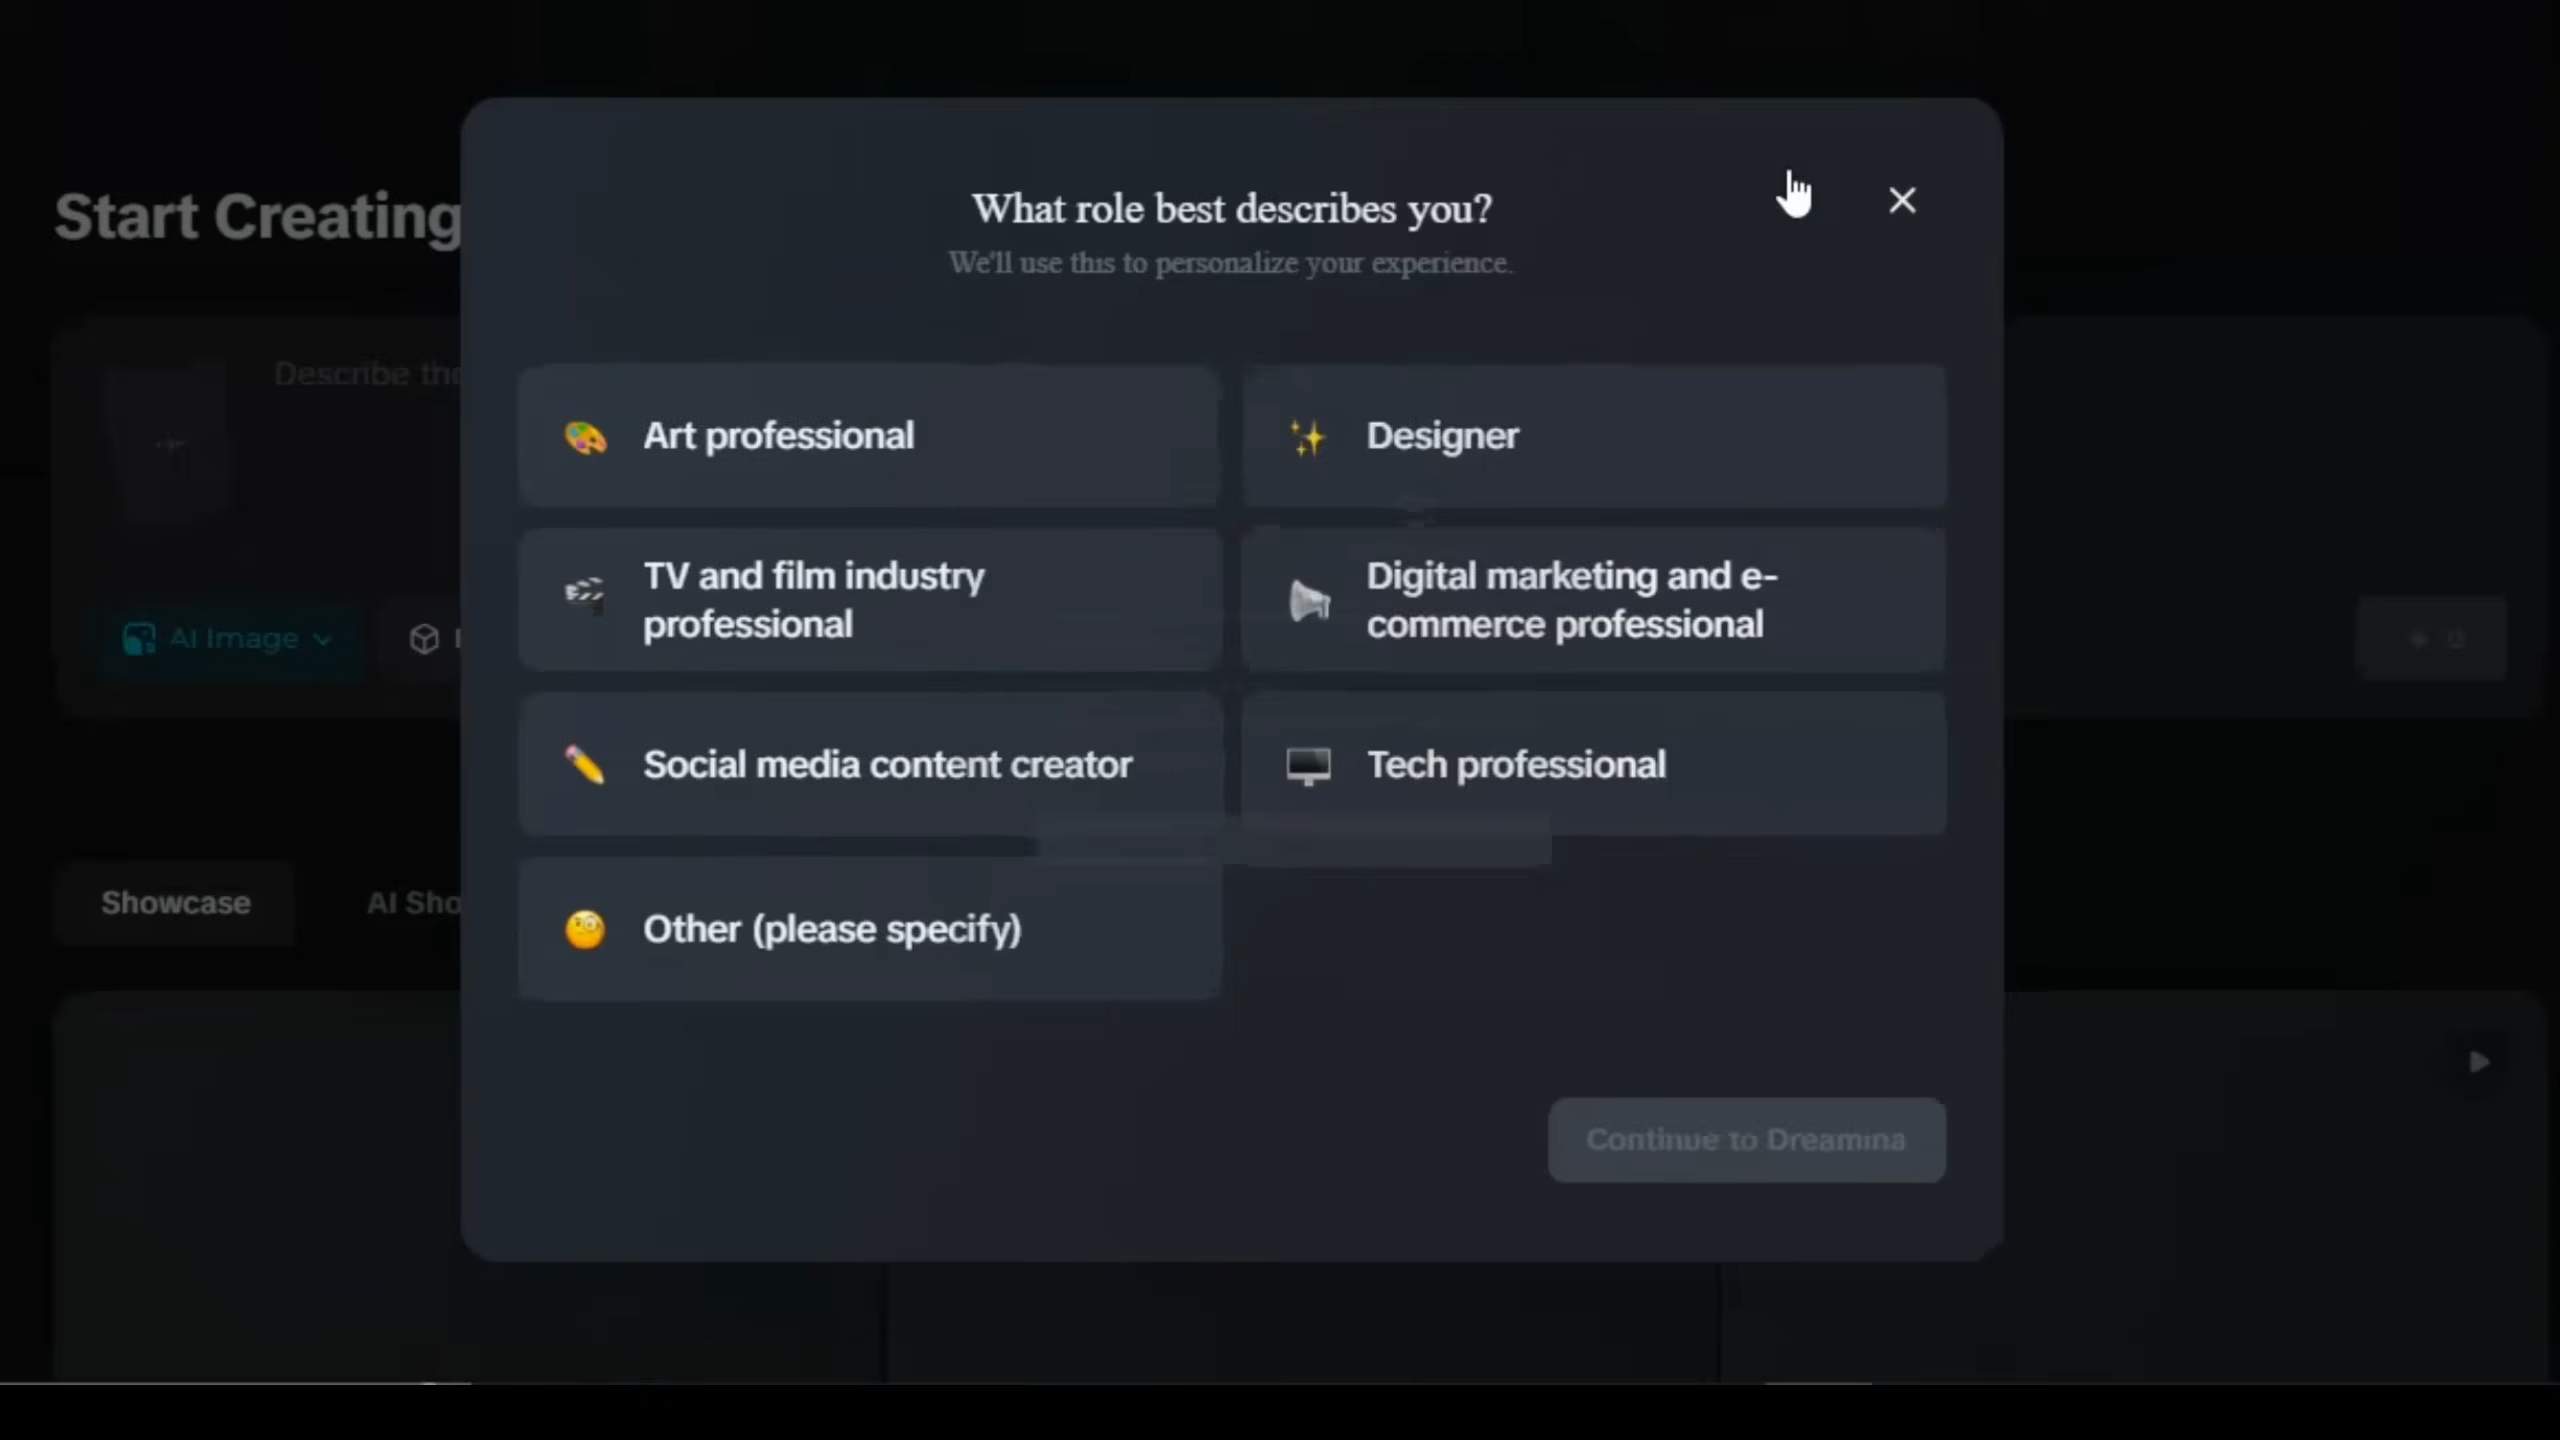 What role best describes you?
We'll use this to personalize your experience.
Start Creating
Describe
Art professional
Designer
TV and film industry
professional
Digital marketing and e-
commerce professional
AI Image
Social media content creator
Tech professional
Showcase
AI
Other (please specify)
Continue to Dreamina